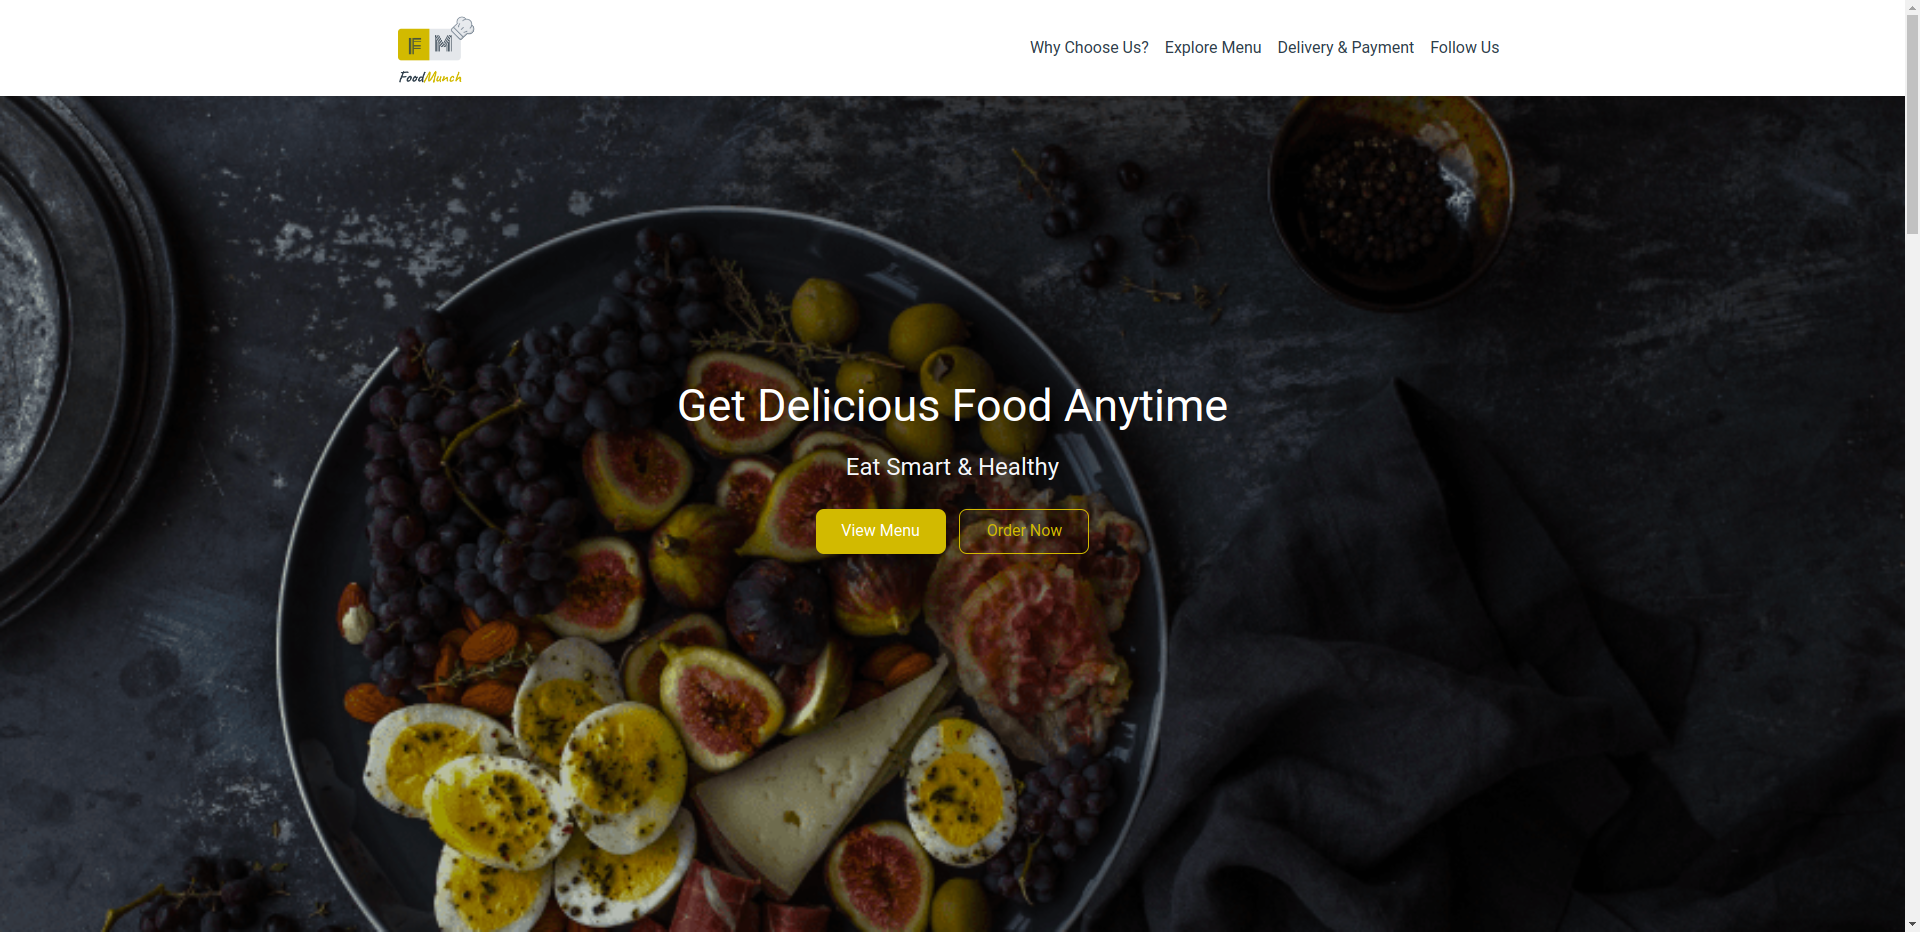 F M
FoodMunch
Why Choose Us? Explore Menu Delivery & Payment Follow Us
Get Delicious Food Anytime
Eat Smart & Healthy
View Menu Order Now